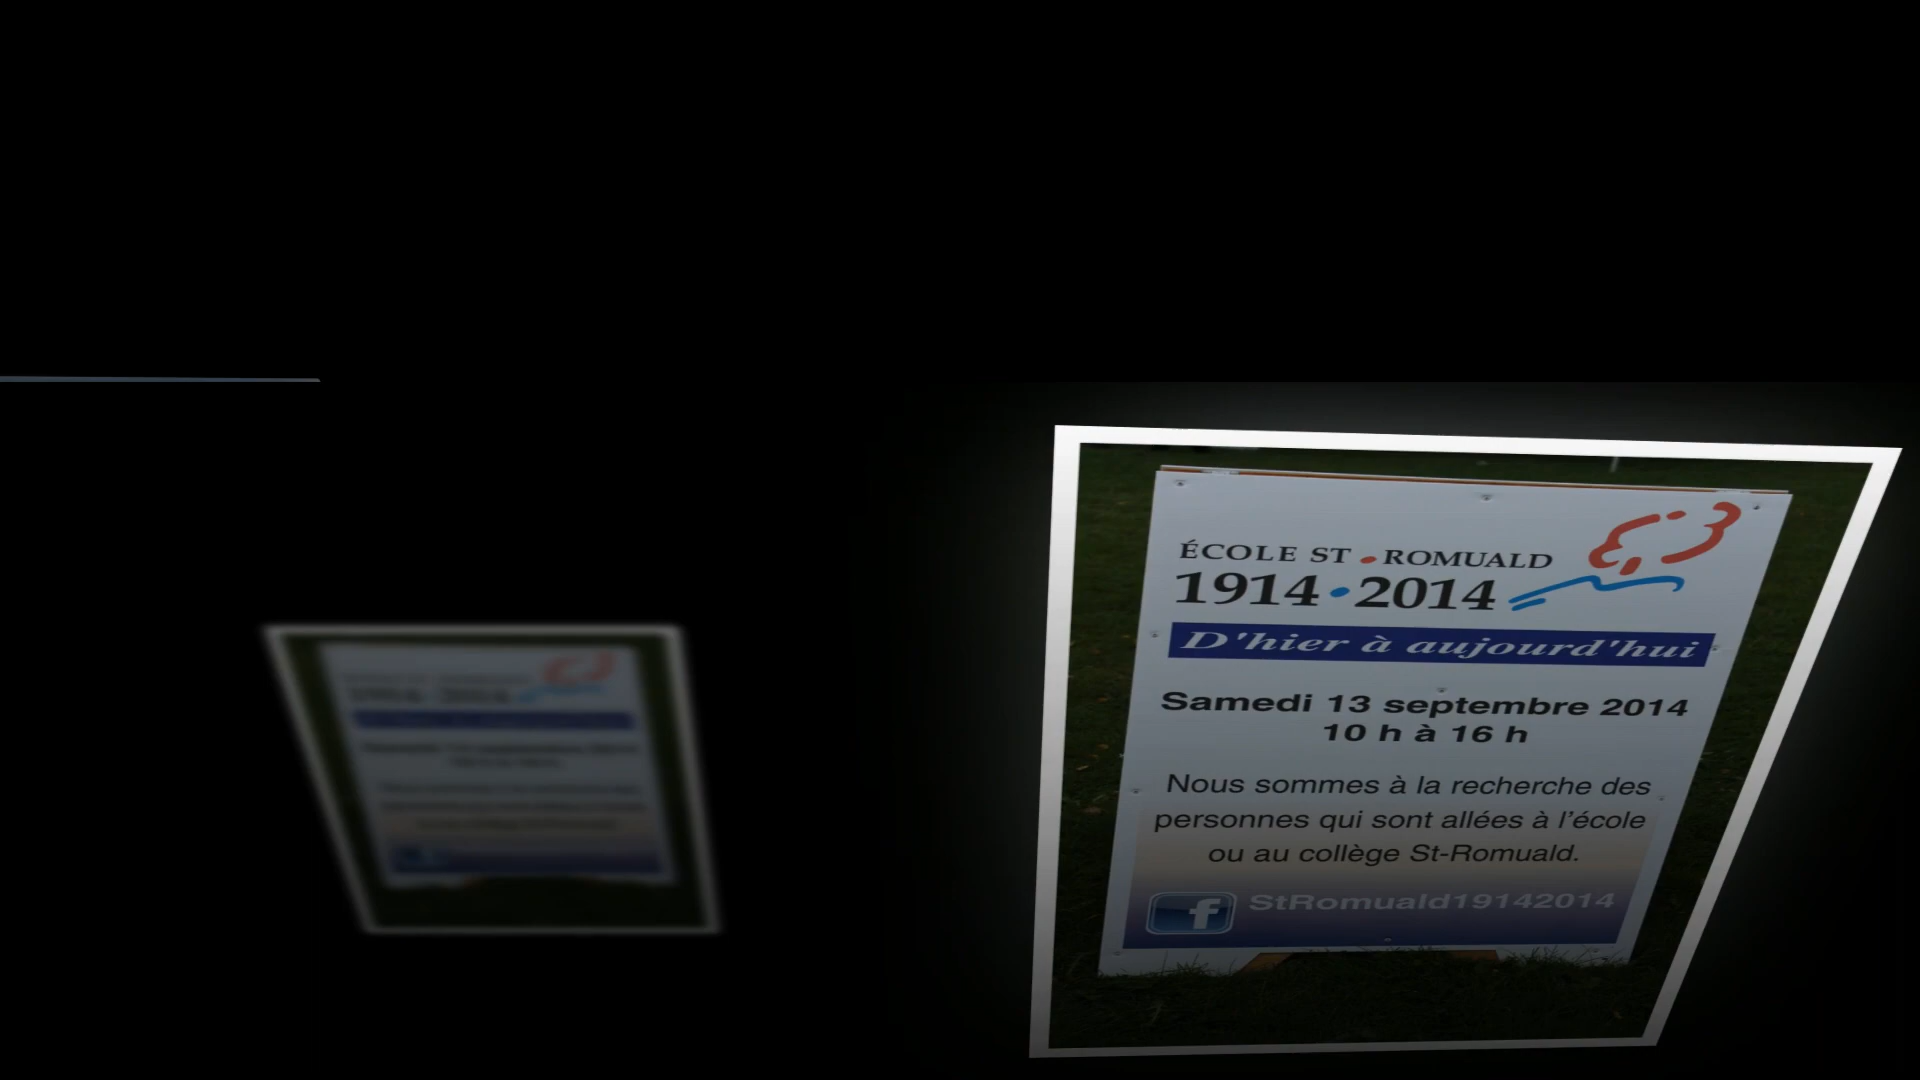 ÉCOLE ST • ROMUALD
1914 • 2014
D'hier à aujourd'hui
Samedi 13 septembre 2014
10 h à 16 h
Nous sommes à la recherche des
personnes qui sont allées à l'école
ou au collège St-Romuald.
f StRomuald19142014